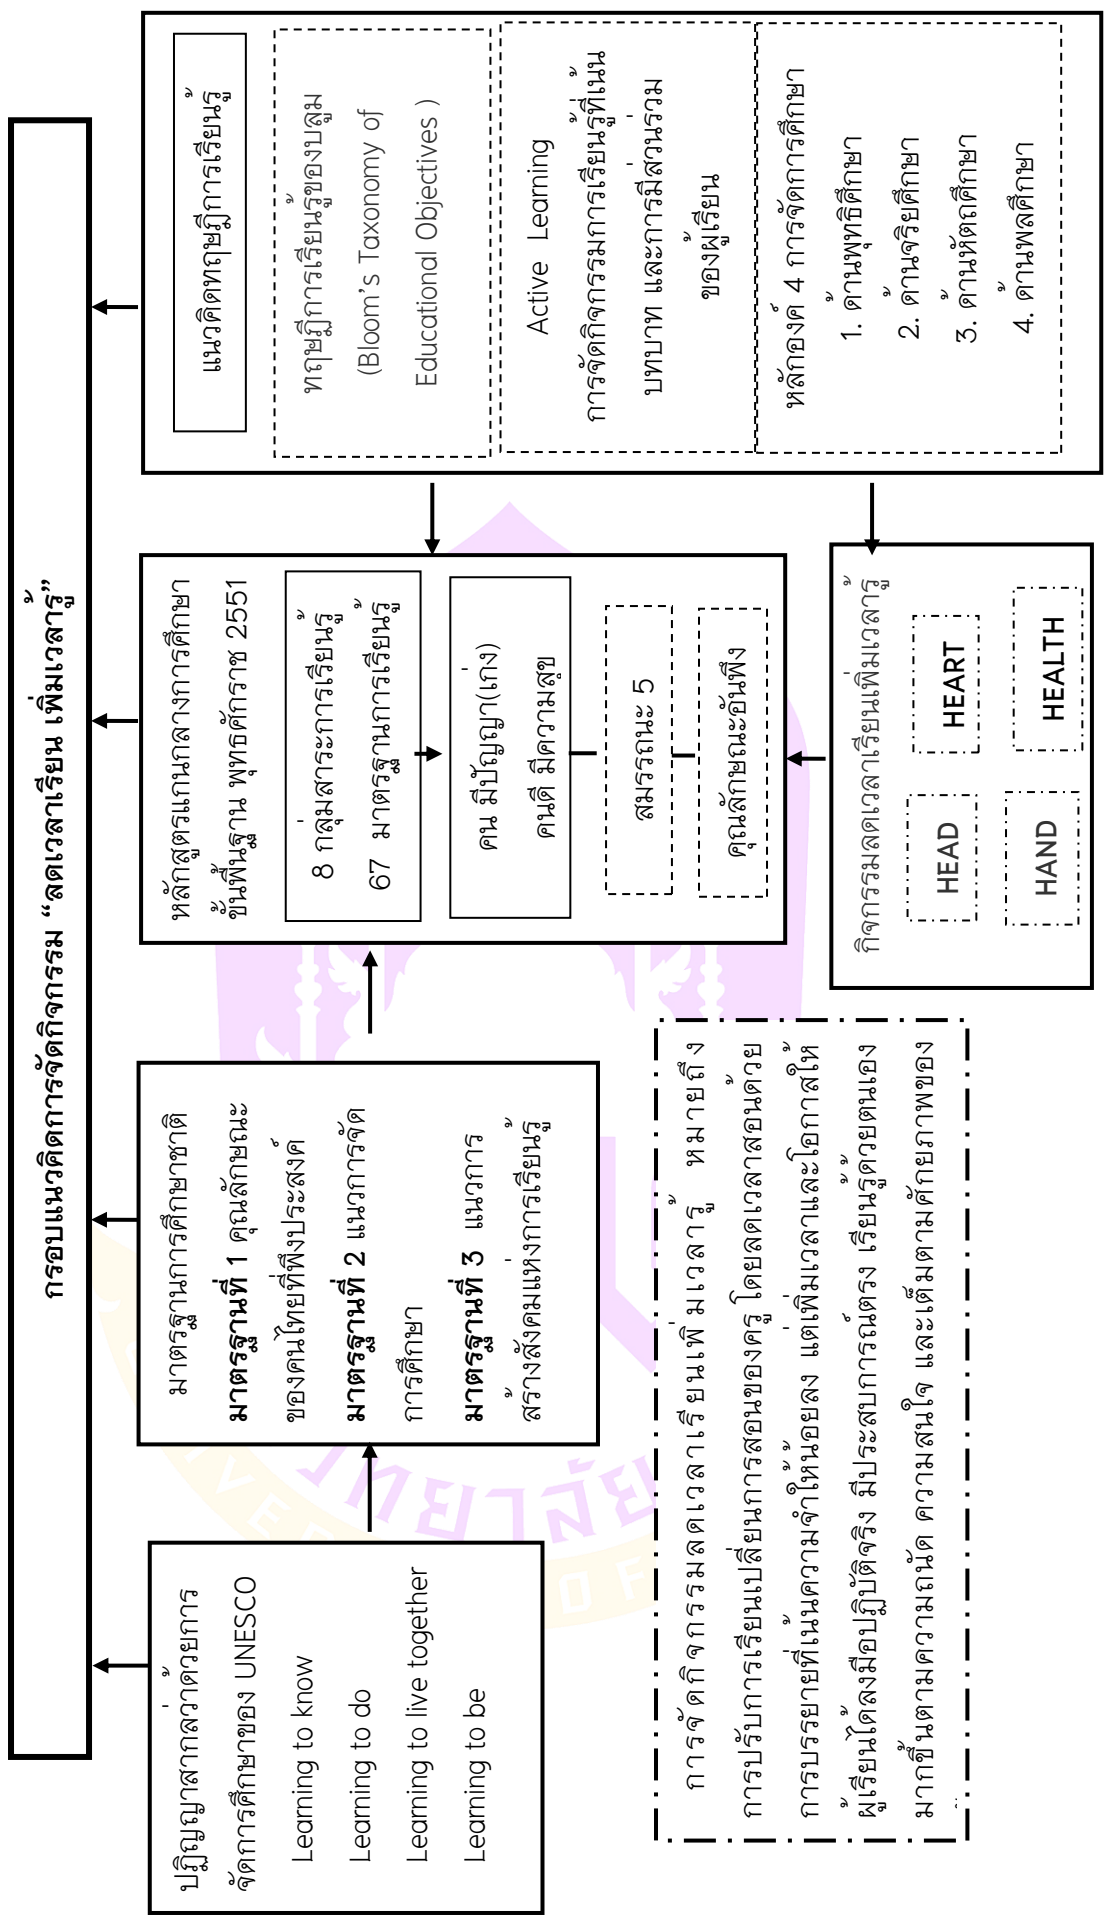 กรอบแนวคิดการจัดกิจกรรม “ลดเวลาเรียน เพิ่มเวลารู้”
ปฏิญญาสากลว่าด้วยการ
จัดการศึกษาของ UNESCO
Learning to know
Learning to do
Learning to live together
Learning to be
มาตรฐานการศึกษาชาติ
มาตรฐานที่ 1 คุณลักษณะ
ของคนไทยที่พึงประสงค์
มาตรฐานที่ 2 แนวการจัด
การศึกษา
มาตรฐานที่ 3 แนวการ
สร้างสังคมแห่งการเรียนรู้
หลักสูตรแกนกลางการศึกษา
ขั้นพื้นฐาน พุทธศักราช 2551
8 กลุ่มสาระการเรียนรู้
67 มาตรฐานการเรียนรู้
คน มีปัญญา(เก่ง)
คนดี มีความสุข
สมรรถนะ 5
คุณลักษณะอันพึง
แนวคิดทฤษฎีการเรียนรู้
ทฤษฎีการเรียนรู้ของบลูม
(Bloom’s Taxonomy of
Educational Objectives )
Active Learning
การจัดกิจกรรมการเรียนรู้ที่เน้น
บทบาท และการมีส่วนร่วม
ของผู้เรียน
หลักองค์ 4 การจัดการศึกษา
1. ด้านพุทธิศึกษา
2. ด้านจริยศึกษา
3. ด้านหัตถศึกษา
4. ด้านพลศึกษา
กิจกรรมลดเวลาเรียนเพิ่มเวลารู้
HEAD
HEART
HAND
HEALTH
การจัดกิจกรรมลดเวลาเรียนเพิ่มเวลารู้ หมายถึง
การปรับการเรียนเปลี่ยนการสอนของครู โดยลดเวลาสอนด้วย
การบรรยายที่เน้นความจำให้น้อยลง แต่เพิ่มเวลาและโอกาสให้
ผู้เรียนได้ลงมือปฏิบัติจริง มีประสบการณ์ตรง เรียนรู้ด้วยตนเอง
มากขึ้นตามความถนัด ความสนใจ และเต็มตามศักยภาพของ